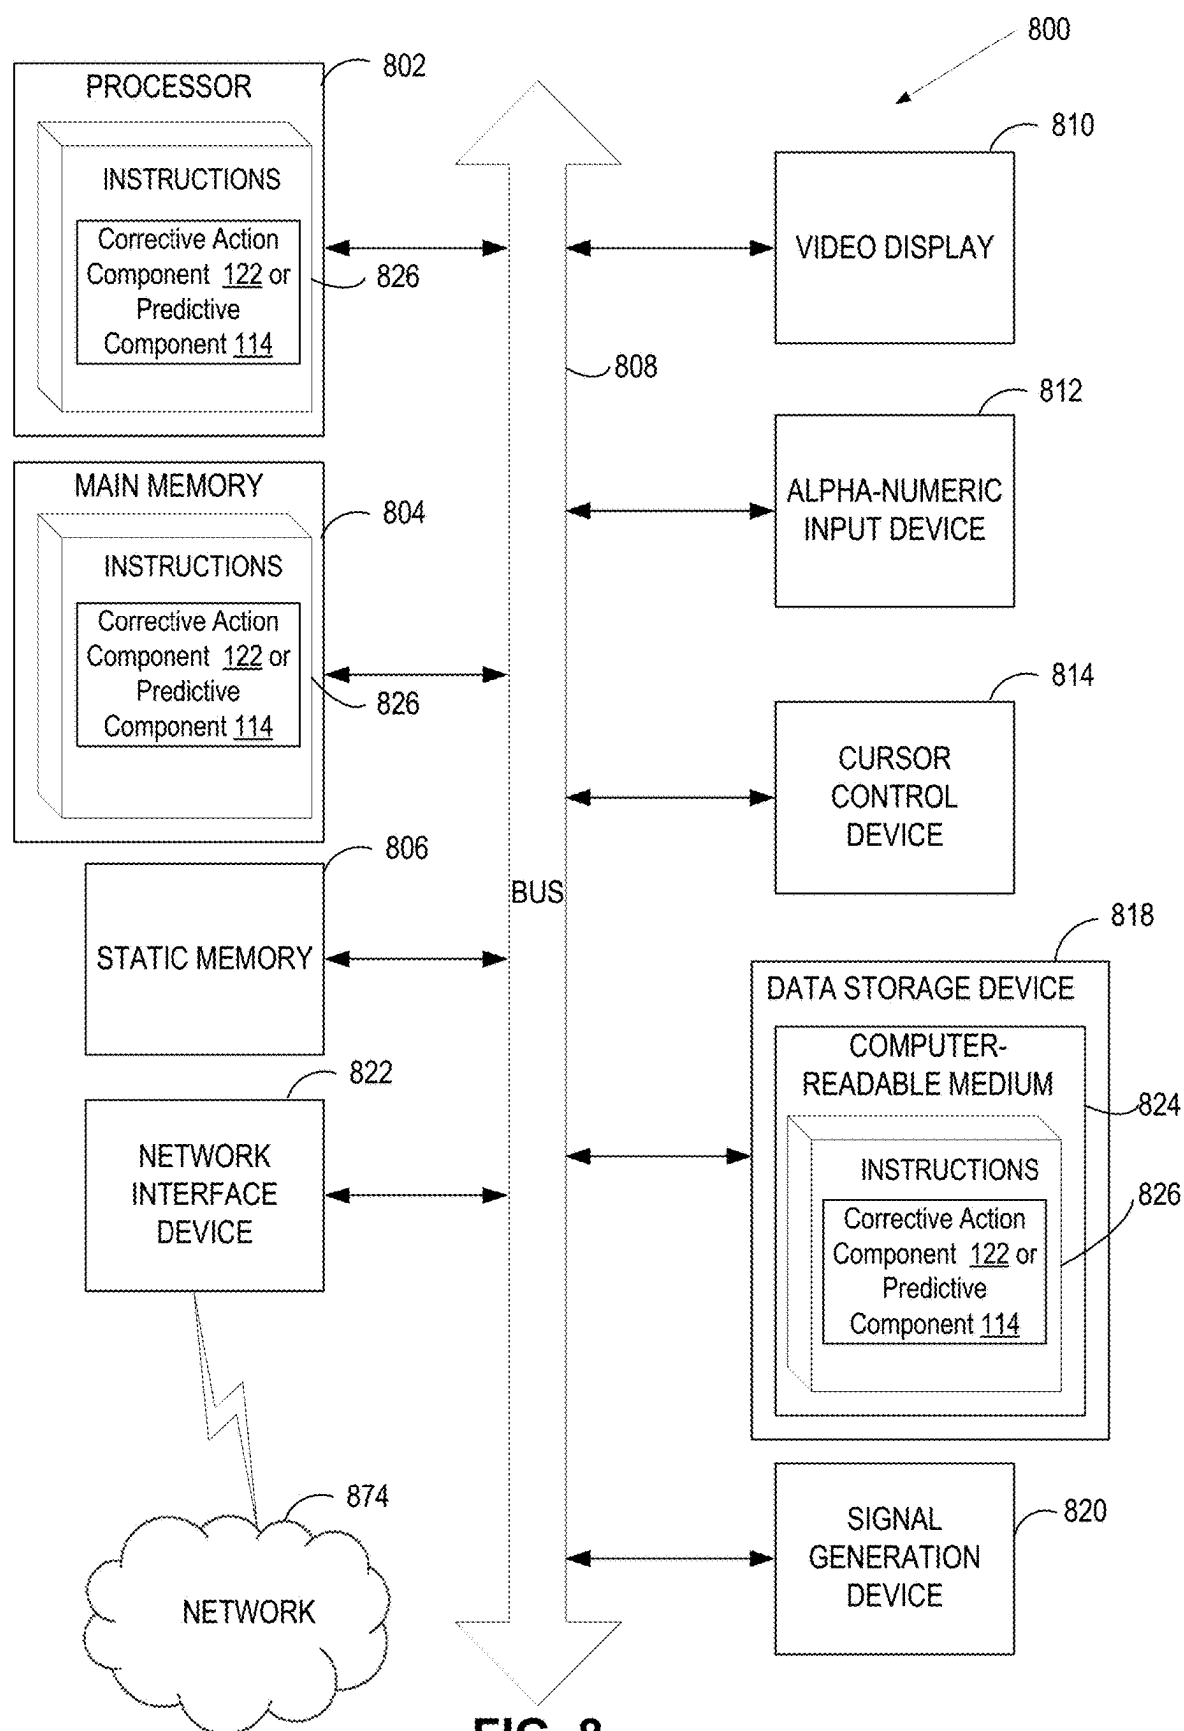 800
802
PROCESSOR
INSTRUCTIONS
Corrective Action
Component 122 or
Predictive
Component 114
826
MAIN MEMORY
804
INSTRUCTIONS
Corrective Action
Component 122 or
Predictive
Component 114
826
806
STATIC MEMORY
822
NETWORK
INTERFACE
DEVICE
874
NETWORK
808
BUS
810
VIDEO DISPLAY
812
ALPHA-NUMERIC
INPUT DEVICE
814
CURSOR
CONTROL
DEVICE
818
DATA STORAGE DEVICE
COMPUTER-
READABLE MEDIUM
824
INSTRUCTIONS
826
Corrective Action
Component 122 or
Predictive
Component 114
SIGNAL
GENERATION
DEVICE
820
FIG. 8